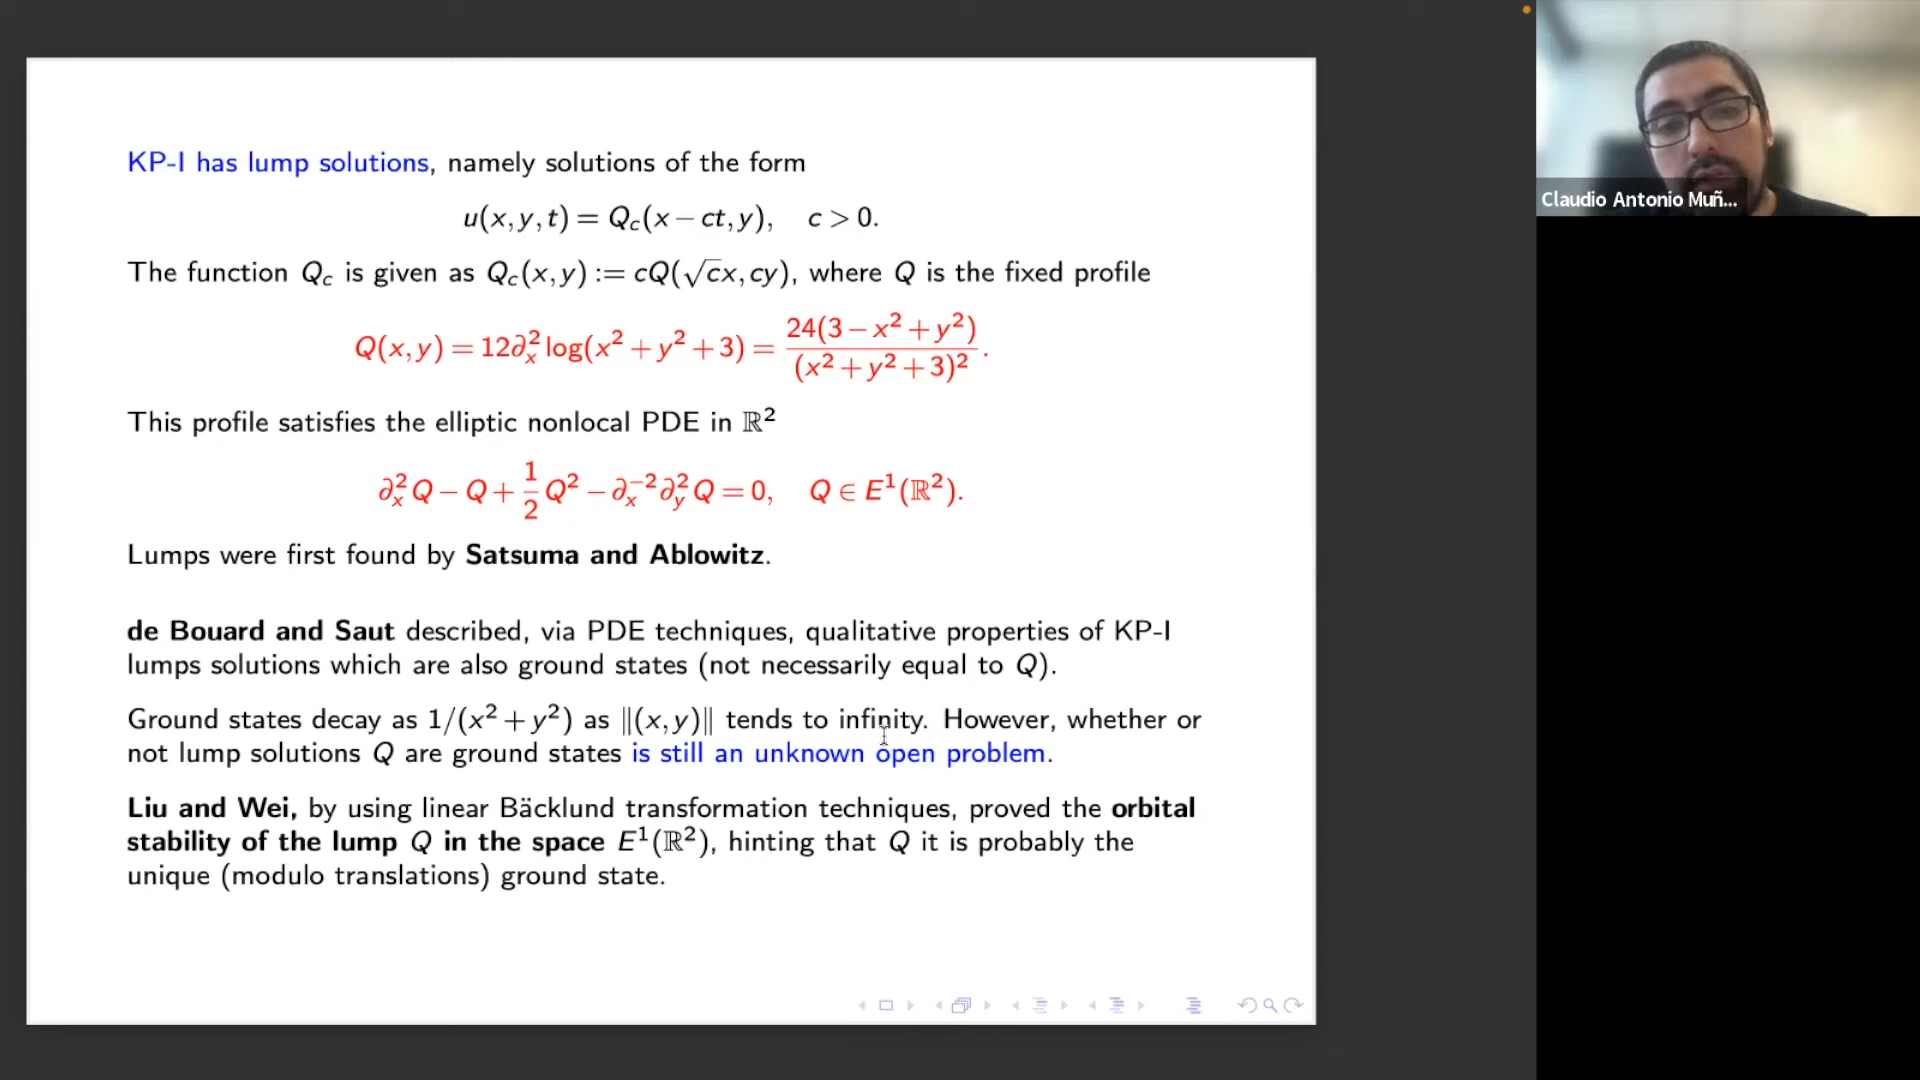 KP-I has lump solutions, namely solutions of the form
u(x,y,t) = Q_c(x − ct, y), c > 0.
The function Q_c is given as Q_c(x,y) := cQ(√cx, cy), where Q is the fixed profile
Q(x,y) = 12∂_x^2 log(x^2 + y^2 + 3) = 24(3 − x^2 + y^2) / (x^2 + y^2 + 3)^2 .
This profile satisfies the elliptic nonlocal PDE in ℝ^2
∂_x^2 Q − Q + 1/2 Q^2 − ∂_x^{-2} ∂_y^2 Q = 0, Q ∈ E^1(ℝ^2).
Lumps were first found by Satsuma and Ablowitz.
de Bouard and Saut described, via PDE techniques, qualitative properties of KP-I
lumps solutions which are also ground states (not necessarily equal to Q).
Ground states decay as 1/(x^2 + y^2) as ‖(x,y)‖ tends to infinity. However, whether or
not lump solutions Q are ground states is still an unknown open problem.
Liu and Wei, by using linear Bäcklund transformation techniques, proved the orbital
stability of the lump Q in the space E^1(ℝ^2), hinting that Q it is probably the
unique (modulo translations) ground state.
Claudio Antonio Muñ...